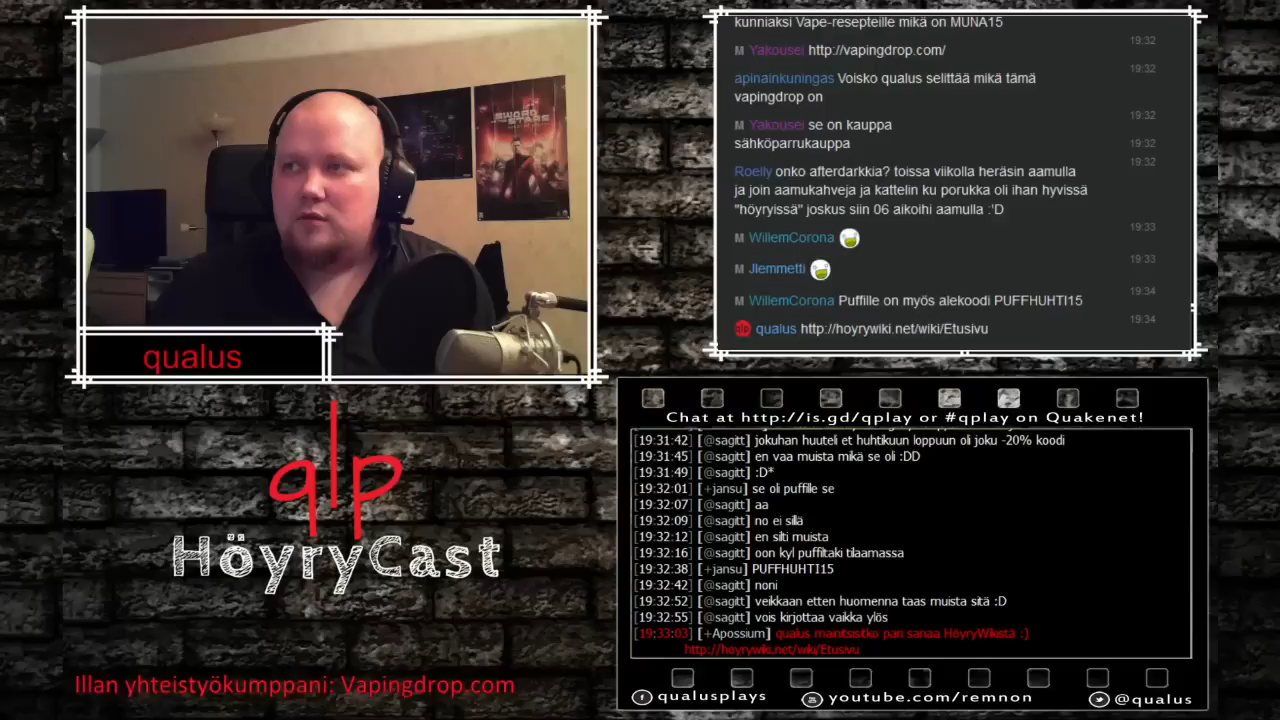 SWORD
OF THE
STARS
qualus
qlp
HöyryCast
Illan yhteistyökumppani: Vapingdrop.com
kunniaksi Vape-resepteille mikä on MUNA15
19:32
M Yakousei http://vapingdrop.com/
19:32
apinainkuningas Voisko qualus selittää mikä tämä
vapingdrop on
19:32
M Yakousei se on kauppa
sähköparrukauppa
19:32
19:32
Roelly onko afterdarkkia? toissa viikolla heräsin aamulla
ja join aamukahveja ja kattelin ku porukka oli ihan hyvissä
"höyryissä" joskus siin 06 aikoihi aamulla :'D
19:33
M WillemCorona
19:33
M Jlemmetti
19:34
M WillemCorona Puffille on myös alekoodi PUFFHUHTI15
19:34
qlp qualus http://hoyrywiki.net/wiki/Etusivu
Chat at http://is.gd/qplay or #qplay on Quakenet!
[19:31:42] [@sagitt] jokuhan huuteli et huhtikuun loppuun oli joku -20% koodi
[19:31:45] [@sagitt] en vaa muista mikä se oli :DD
[19:31:49] [@sagitt] :D*
[19:32:01] [+jansu] se oli puffille se
[19:32:07] [@sagitt] aa
[19:32:09] [@sagitt] no ei sillä
[19:32:12] [@sagitt] en silti muista
[19:32:16] [@sagitt] oon kyl puffiltaki tilaamassa
[19:32:38] [+jansu] PUFFHUHTI15
[19:32:42] [@sagitt] noni
[19:32:52] [@sagitt] veikkaan etten huomenna taas muista sitä :D
[19:32:55] [@sagitt] vois kirjottaa vaikka ylös
[19:33:03] [+Apossium] qualus mainitsisitko pari sanaa HöyryWikistä :)
http://hoyrywiki.net/wiki/Etusivu
qualusplays
youtube.com/remnon
@qualus